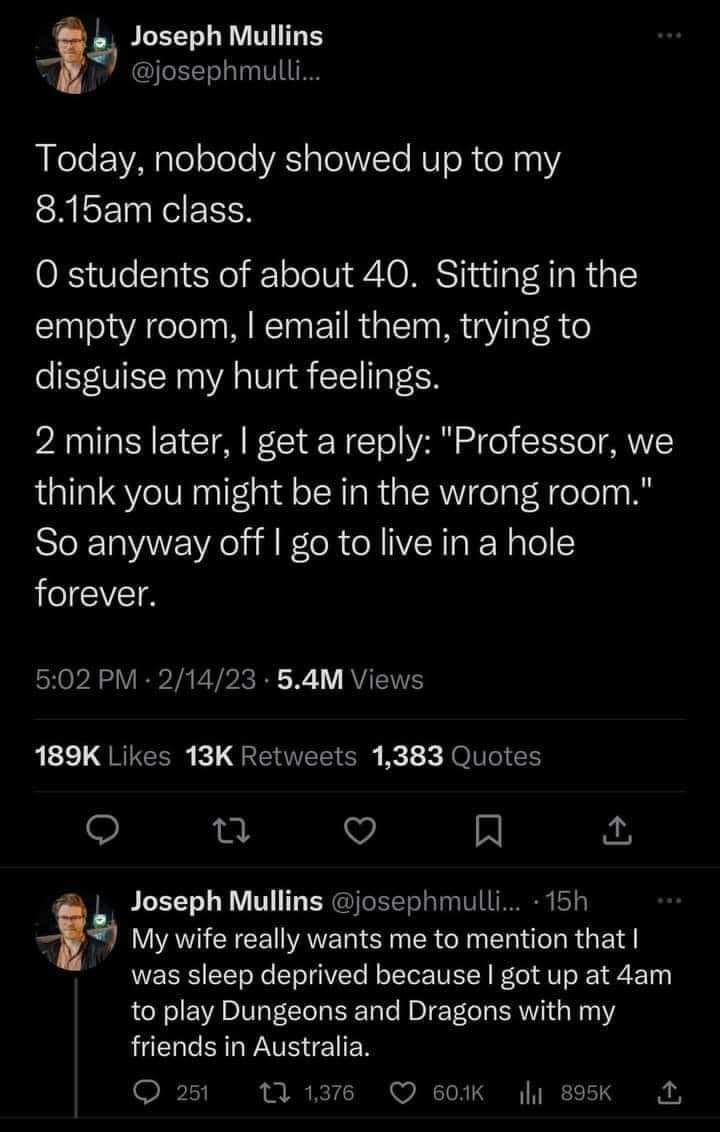 Joseph Mullins
@josephmulli...
Today, nobody showed up to my
8.15am class.
0 students of about 40.  Sitting in the
empty room, I email them, trying to
disguise my hurt feelings.
2 mins later, I get a reply: "Professor, we
think you might be in the wrong room."
So anyway off I go to live in a hole
forever.
5:02 PM · 2/14/23 · 5.4M Views
189K Likes 13K Retweets 1,383 Quotes
Joseph Mullins @josephmulli... · 15h
My wife really wants me to mention that I
was sleep deprived because I got up at 4am
to play Dungeons and Dragons with my
friends in Australia.
251 1,376 60.1K 895K